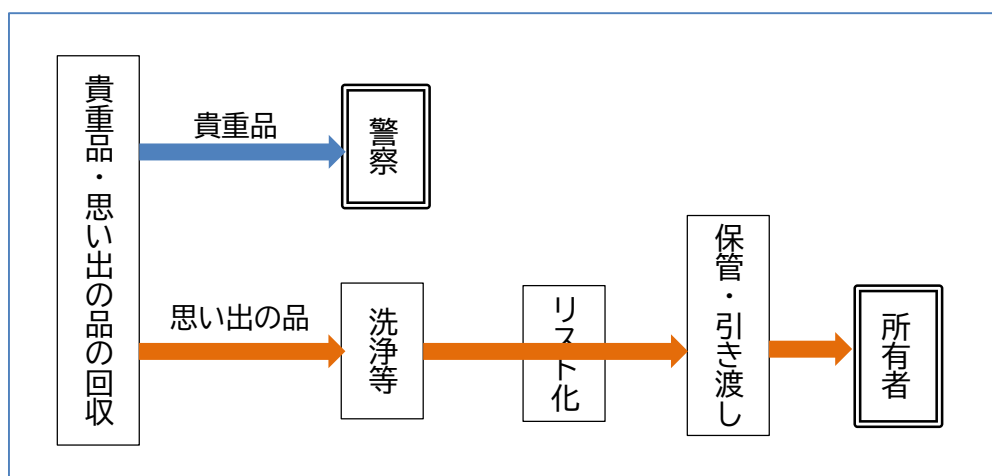 貴重品・思い出の品の回収
貴重品
警察
思い出の品
洗浄等
リスト化
保管・引き渡し
所有者